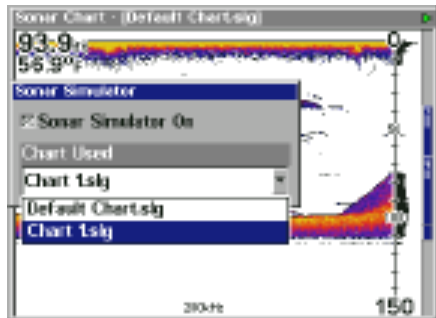 Sonar Chart - [Default Chart.slg]
93.9
56.9°F
0
Sonar Simulator
Sonar Simulator On
Chart Used
Chart 1.slg
Default Chart.slg
Chart 1.slg
200kHz
150